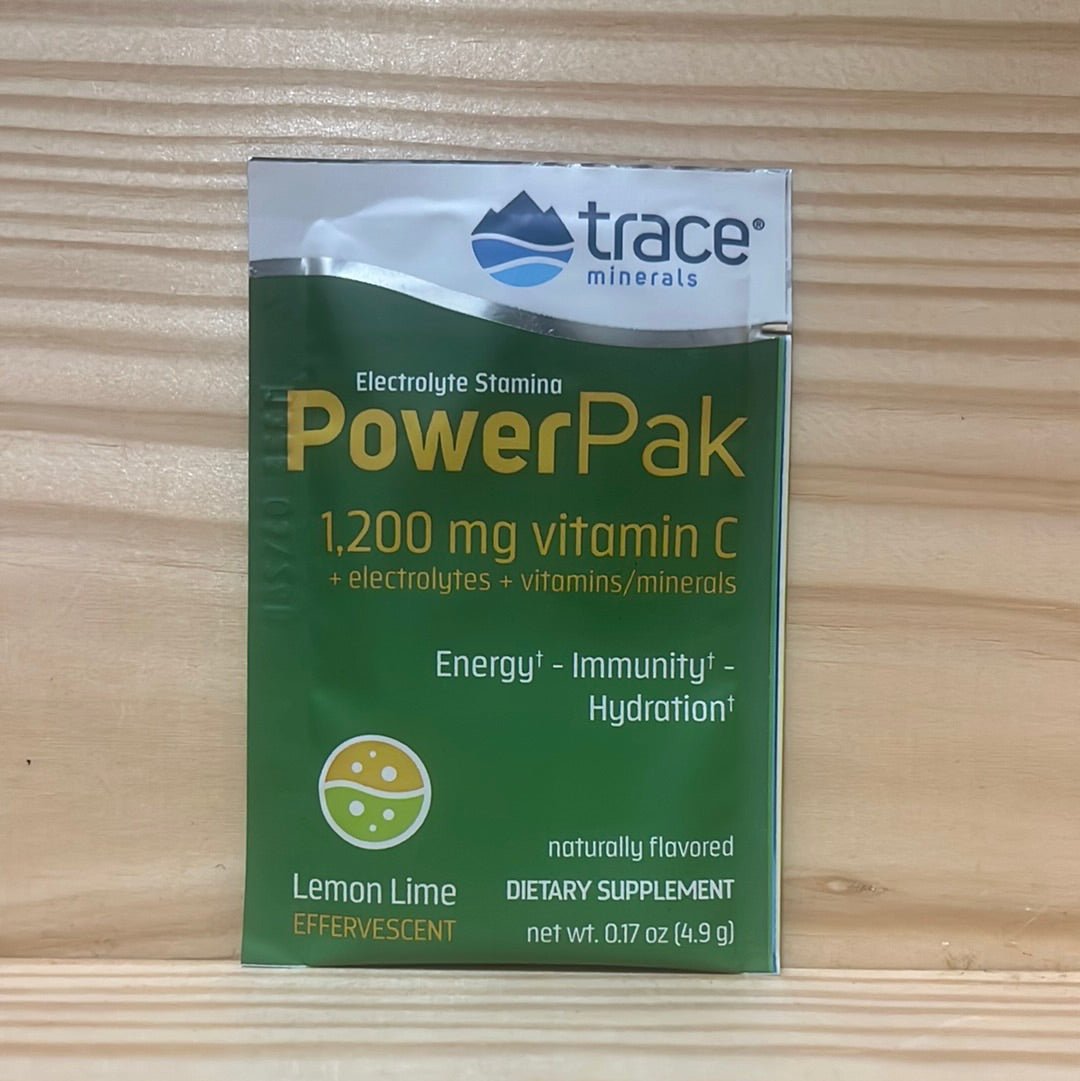 trace®
minerals
Electrolyte Stamina
PowerPak
1,200 mg vitamin C
+ electrolytes + vitamins/minerals
Energy† - Immunity† -
Hydration†
Lemon Lime
EFFERVESCENT
naturally flavored
DIETARY SUPPLEMENT
net wt. 0.17 oz (4.9 g)